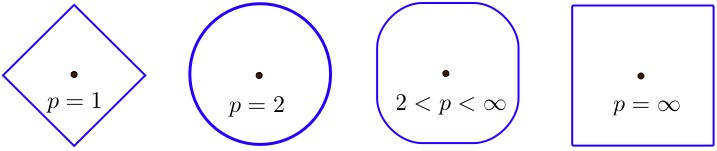 p = 1
p = 2
2 < p < ∞
p = ∞